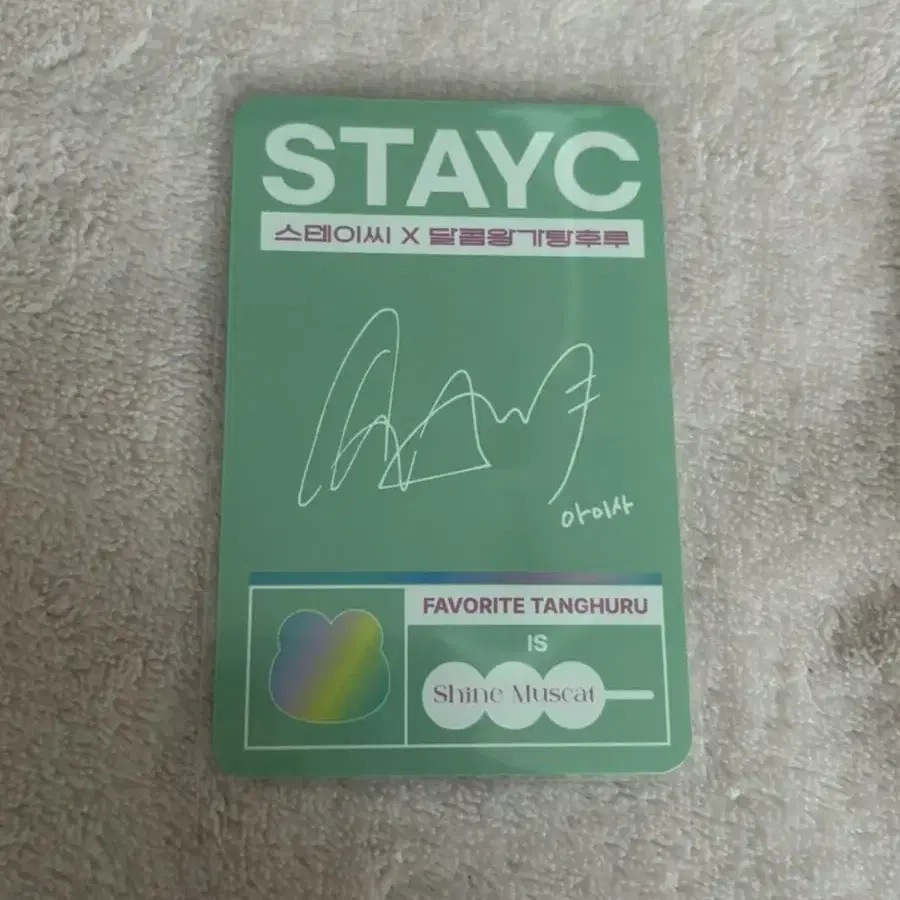 STAYC
스테이씨 X 달콤왕가탕후루
아이사
FAVORITE TANGHURU
IS
Shine Muscat